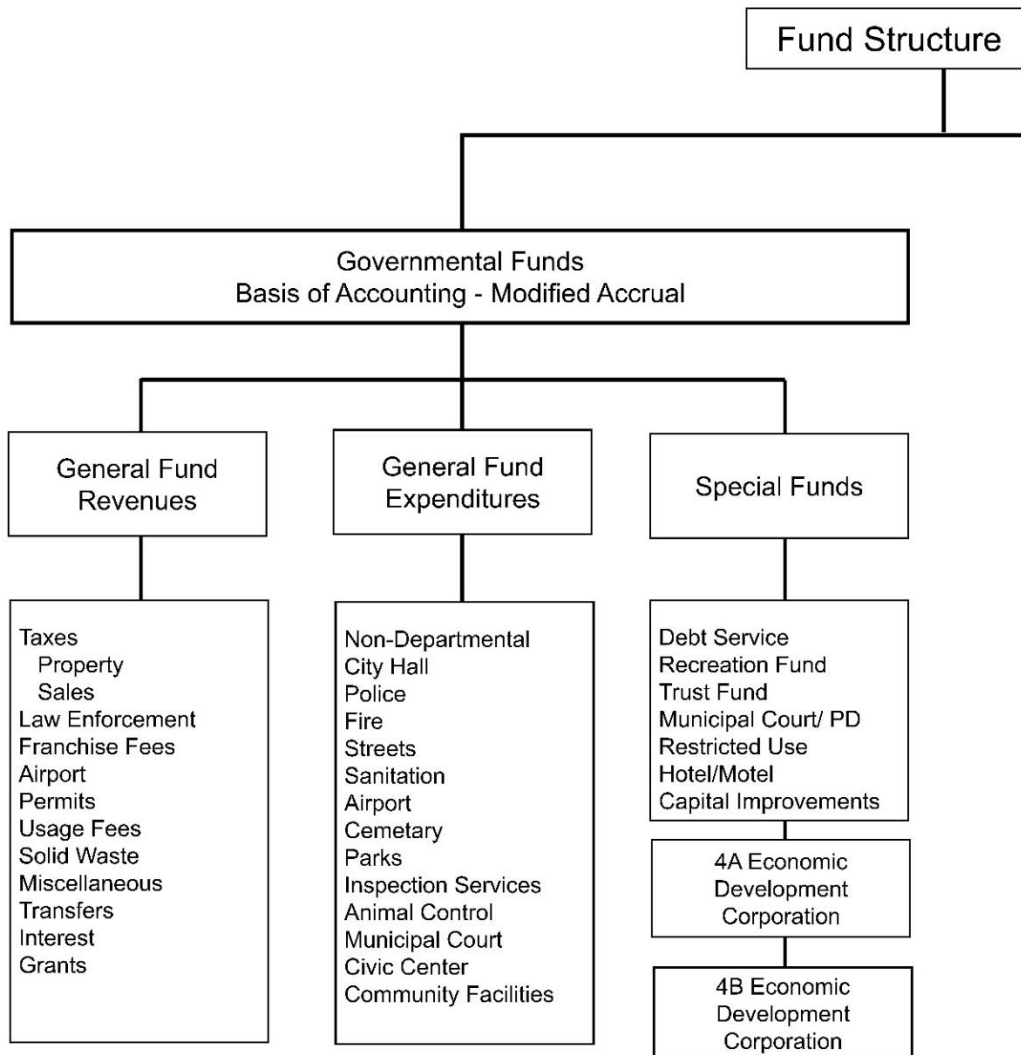 Fund Structure
Governmental Funds
Basis of Accounting - Modified Accrual
General Fund
Revenues
General Fund
Expenditures
Special Funds
Taxes
Property
Sales
Law Enforcement
Franchise Fees
Airport
Permits
Usage Fees
Solid Waste
Miscellaneous
Transfers
Interest
Grants
Non-Departmental
City Hall
Police
Fire
Streets
Sanitation
Airport
Cemetary
Parks
Inspection Services
Animal Control
Municipal Court
Civic Center
Community Facilities
Debt Service
Recreation Fund
Trust Fund
Municipal Court/ PD
Restricted Use
Hotel/Motel
Capital Improvements
4A Economic
Development
Corporation
4B Economic
Development
Corporation